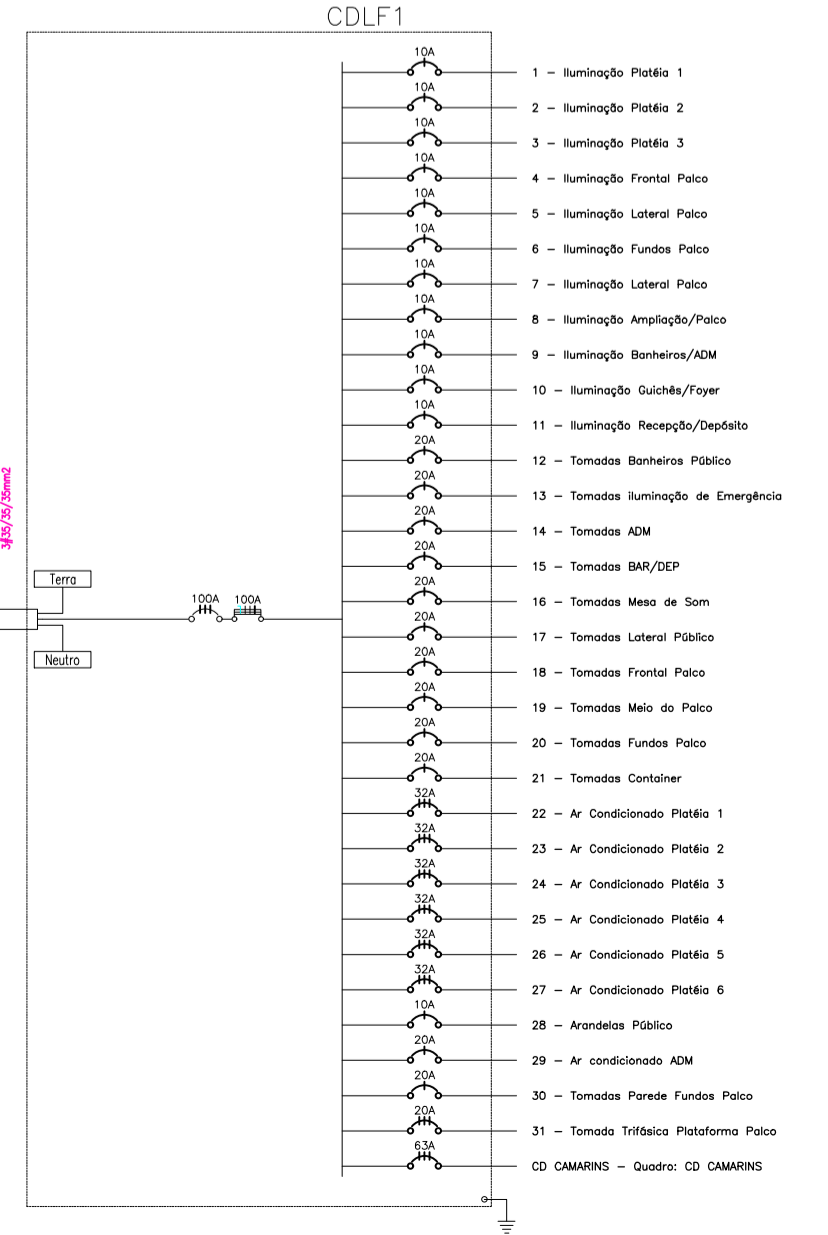 CDLF1
10A
1 – Iluminação Platéia 1
10A
2 – Iluminação Platéia 2
10A
3 – Iluminação Platéia 3
10A
4 – Iluminação Frontal Palco
10A
5 – Iluminação Lateral Palco
10A
6 – Iluminação Fundos Palco
10A
7 – Iluminação Lateral Palco
10A
8 – Iluminação Ampliação/Palco
10A
9 – Iluminação Banheiros/ADM
10A
10 – Iluminação Guichês/Foyer
10A
11 – Iluminação Recepção/Depósito
20A
12 – Tomadas Banheiros Público
20A
13 – Tomadas iluminação de Emergência
20A
14 – Tomadas ADM
20A
15 – Tomadas BAR/DEP
20A
16 – Tomadas Mesa de Som
20A
17 – Tomadas Lateral Público
20A
18 – Tomadas Frontal Palco
20A
19 – Tomadas Meio do Palco
20A
20 – Tomadas Fundos Palco
20A
21 – Tomadas Container
32A
22 – Ar Condicionado Platéia 1
32A
23 – Ar Condicionado Platéia 2
32A
24 – Ar Condicionado Platéia 3
32A
25 – Ar Condicionado Platéia 4
32A
26 – Ar Condicionado Platéia 5
32A
27 – Ar Condicionado Platéia 6
10A
28 – Arandelas Público
20A
29 – Ar condicionado ADM
20A
30 – Tomadas Parede Fundos Palco
20A
31 – Tomada Trifásica Plataforma Palco
63A
CD CAMARINS – Quadro: CD CAMARINS
3#35/35/35mm2
Terra
Neutro
100A
100A